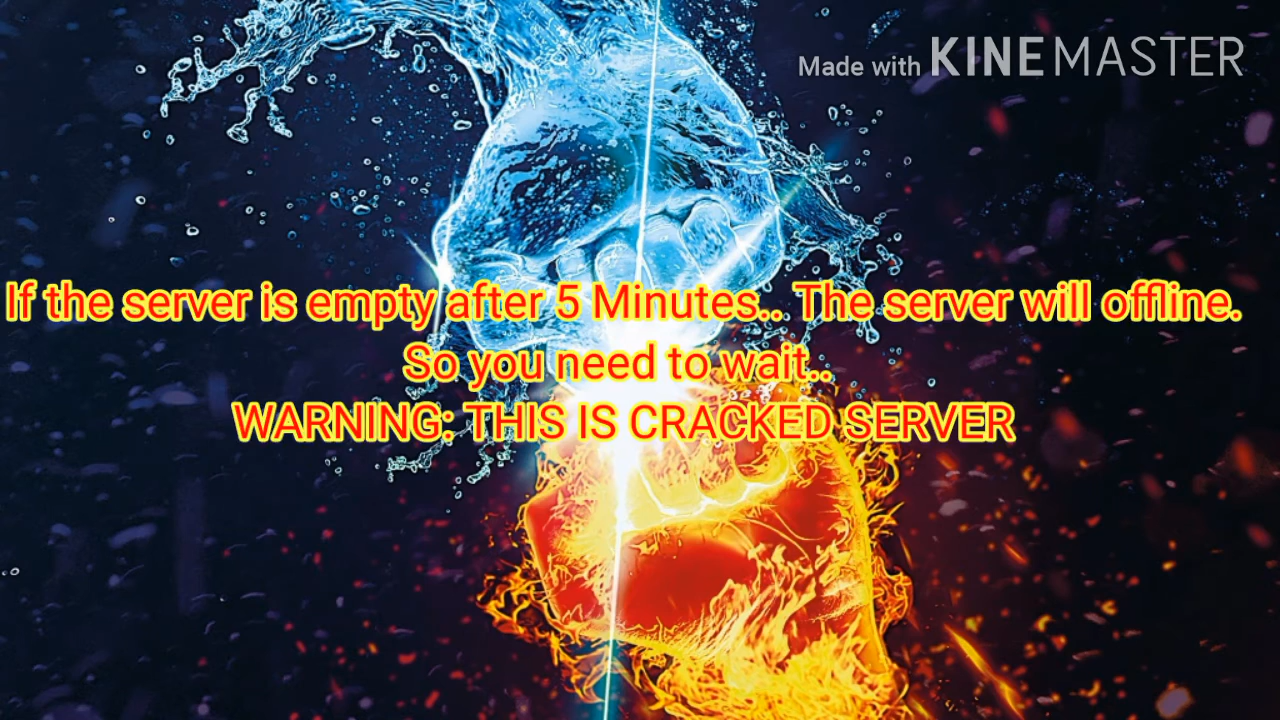 Made with KINEMASTER
If the server is empty after 5 Minutes.. The server will offline.
So you need to wait..
WARNING: THIS IS CRACKED SERVER